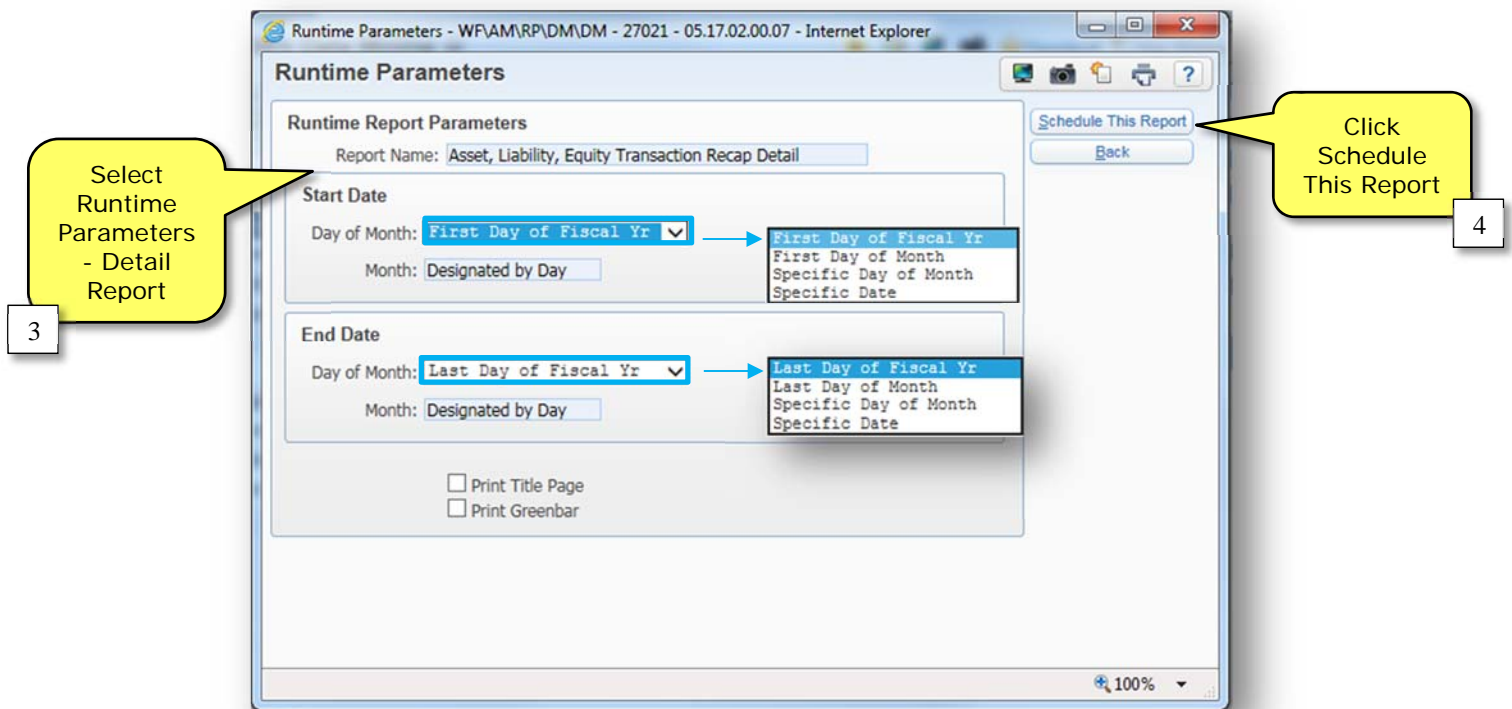 Runtime Parameters - WF\AM\RP\DM\DM - 27021 - 05.17.02.00.07 - Internet Explorer
Runtime Parameters
?
Runtime Report Parameters
Report Name: Asset, Liability, Equity Transaction Recap Detail
Start Date
Day of Month: First Day of Fiscal Yr
Month: Designated by Day
First Day of Fiscal Yr
First Day of Month
Specific Day of Month
Specific Date
End Date
Day of Month: Last Day of Fiscal Yr
Month: Designated by Day
Last Day of Fiscal Yr
Last Day of Month
Specific Day of Month
Specific Date
Print Title Page
Print Greenbar
Schedule This Report
Back
100%
Select
Runtime
Parameters
- Detail
Report
3
Click
Schedule
This Report
4